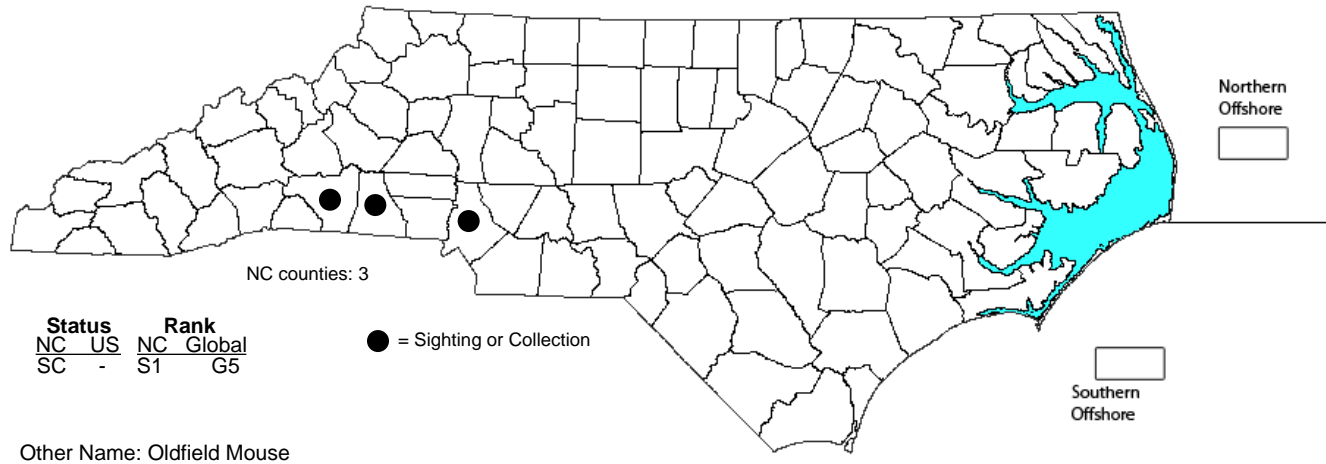 Northern
Offshore
NC counties: 3
Status Rank
NC US NC Global
SC - S1 G5
= Sighting or Collection
Southern
Offshore
Other Name: Oldfield Mouse